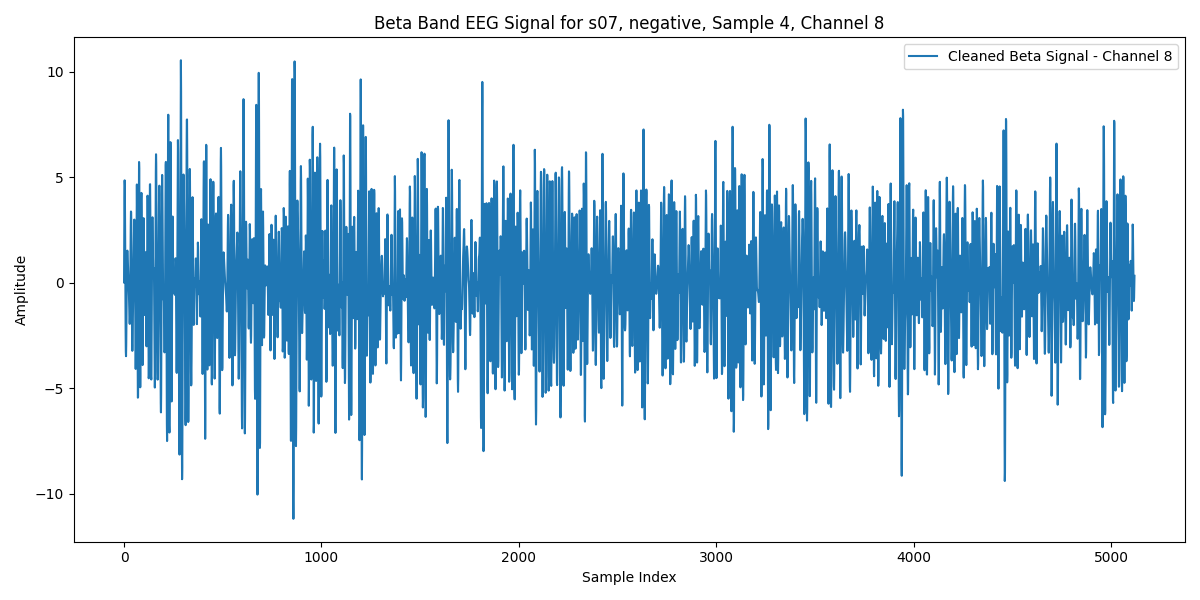 Beta Band EEG Signal for s07, negative, Sample 4, Channel 8
Cleaned Beta Signal - Channel 8
10
5
0
−5
−10
Amplitude
0 1000 2000 3000 4000 5000
Sample Index